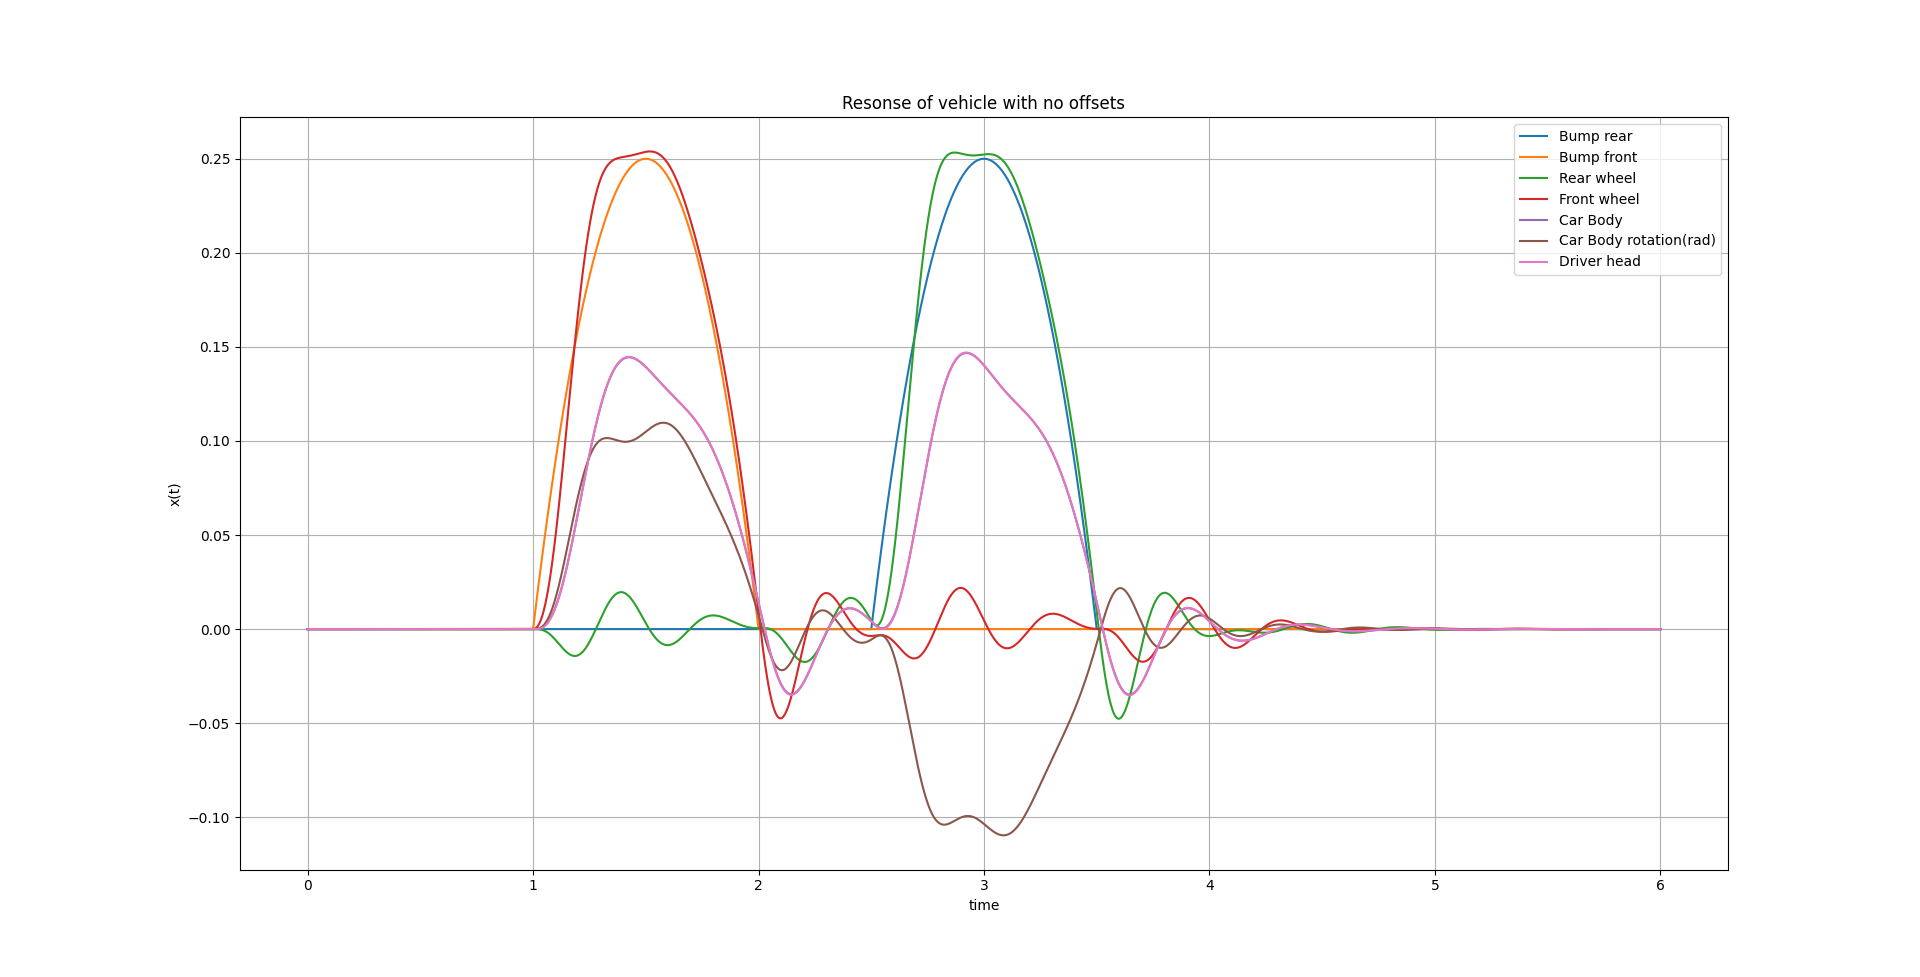 Resonse of vehicle with no offsets
Bump rear
Bump front
Rear wheel
Front wheel
Car Body
Car Body rotation(rad)
Driver head
0.25
0.20
0.15
0.10
0.05
0.00
−0.05
−0.10
x(t)
0 1 2 3 4 5 6
time